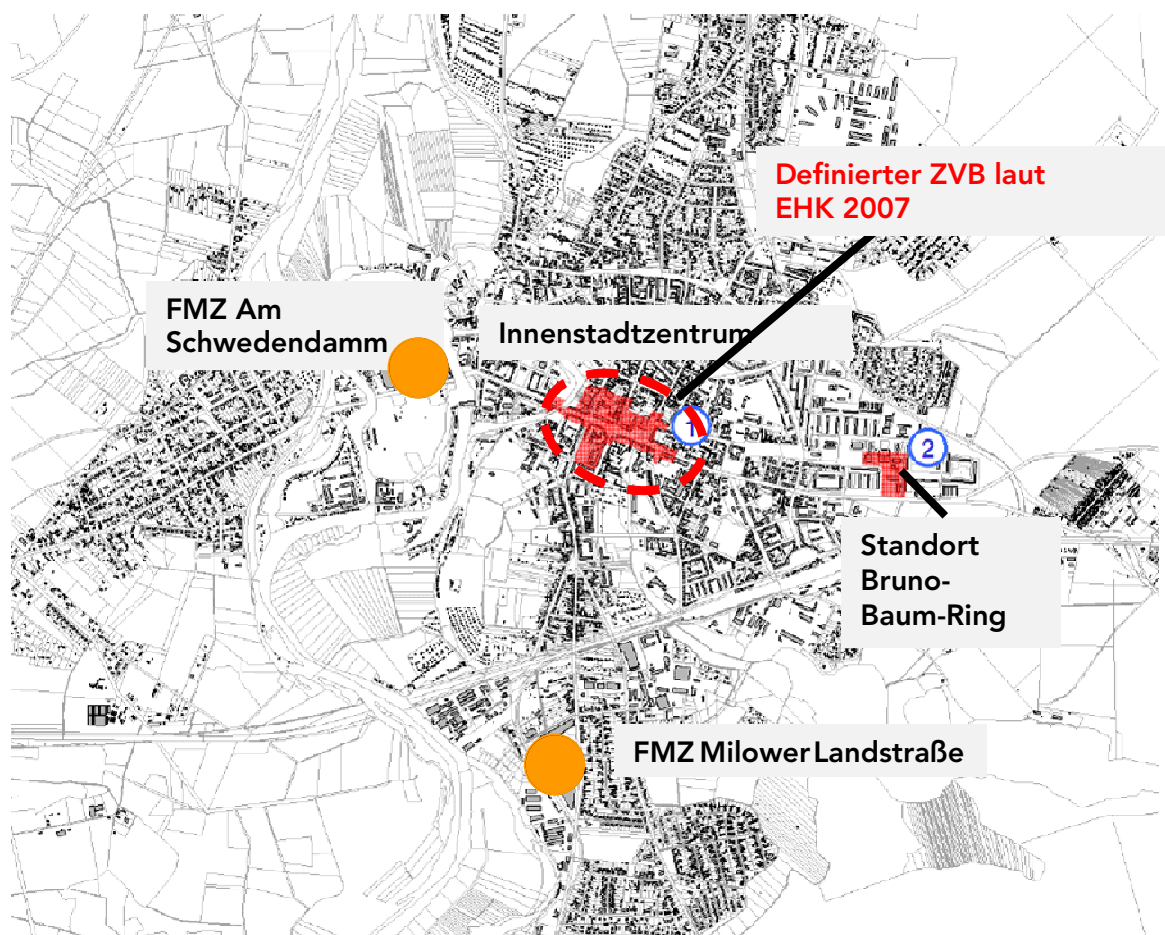 Definierter ZVB laut
EHK 2007
FMZ Am
Schwedendamm
Innenstadtzentrum
1
2
Standort
Bruno-
Baum-Ring
FMZ Milower Landstraße